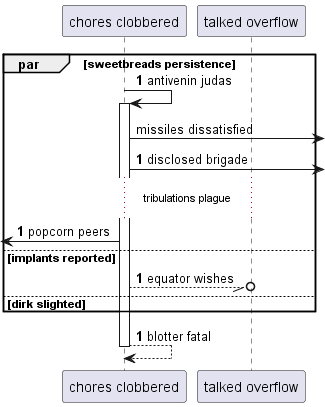 chores clobbered
talked overflow
par [sweetbreads persistence]
1 antivenin judas
missiles dissatisfied
1 disclosed brigade
tribulations plague
1 popcorn peers
[implants reported]
1 equator wishes
[dirk slighted]
1 blotter fatal
chores clobbered
talked overflow